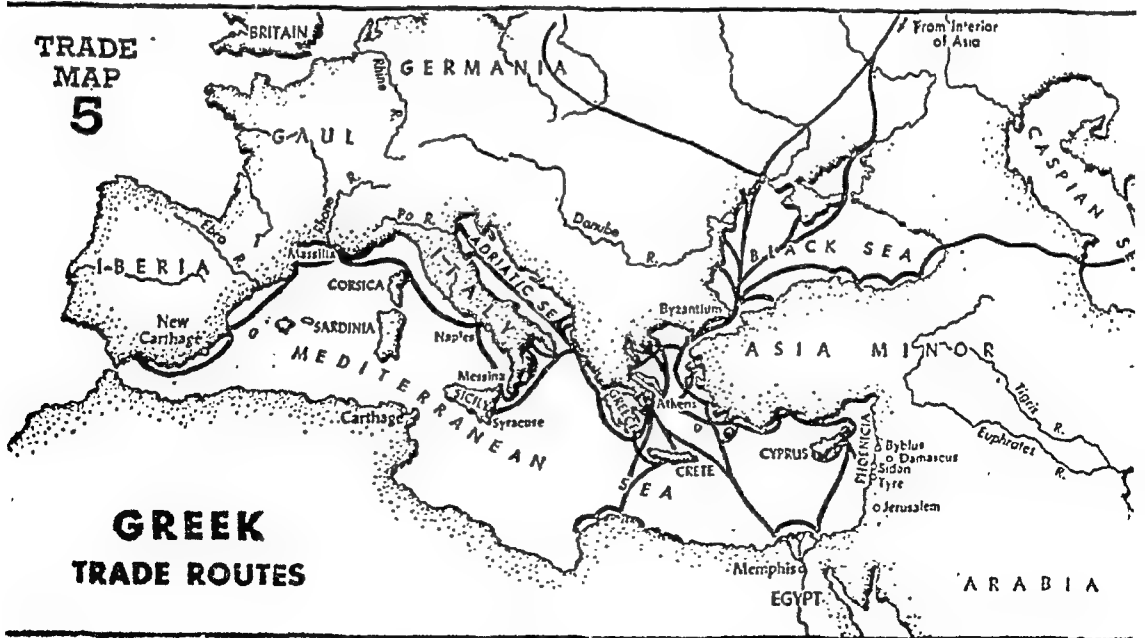 TRADE
MAP
5
BRITAIN
GERMANIA
Rhine
R.
From Interior
of Asia
GAUL
CASPIAN
S
Rhone
R.
Po R.
Danube
R.
Ebro
R.
IBERIA
Massilia
ADRIATIC SE
ITALY
BLACK SEA
CORSICA
New
Carthage
SARDINIA
Naples
Byzantium
MEDITERRANEAN
SEA
ASIA MINOR
Messina
SICILY
Syracuse
Carthage
GREECE
Athens
Tigris
R.
Euphrates
R.
CYPRUS
PHOENICIA
Byblus
Damascus
Sidon
Tyre
CRETE
Jerusalem
GREEK
TRADE ROUTES
Memphis
EGYPT
ARABIA